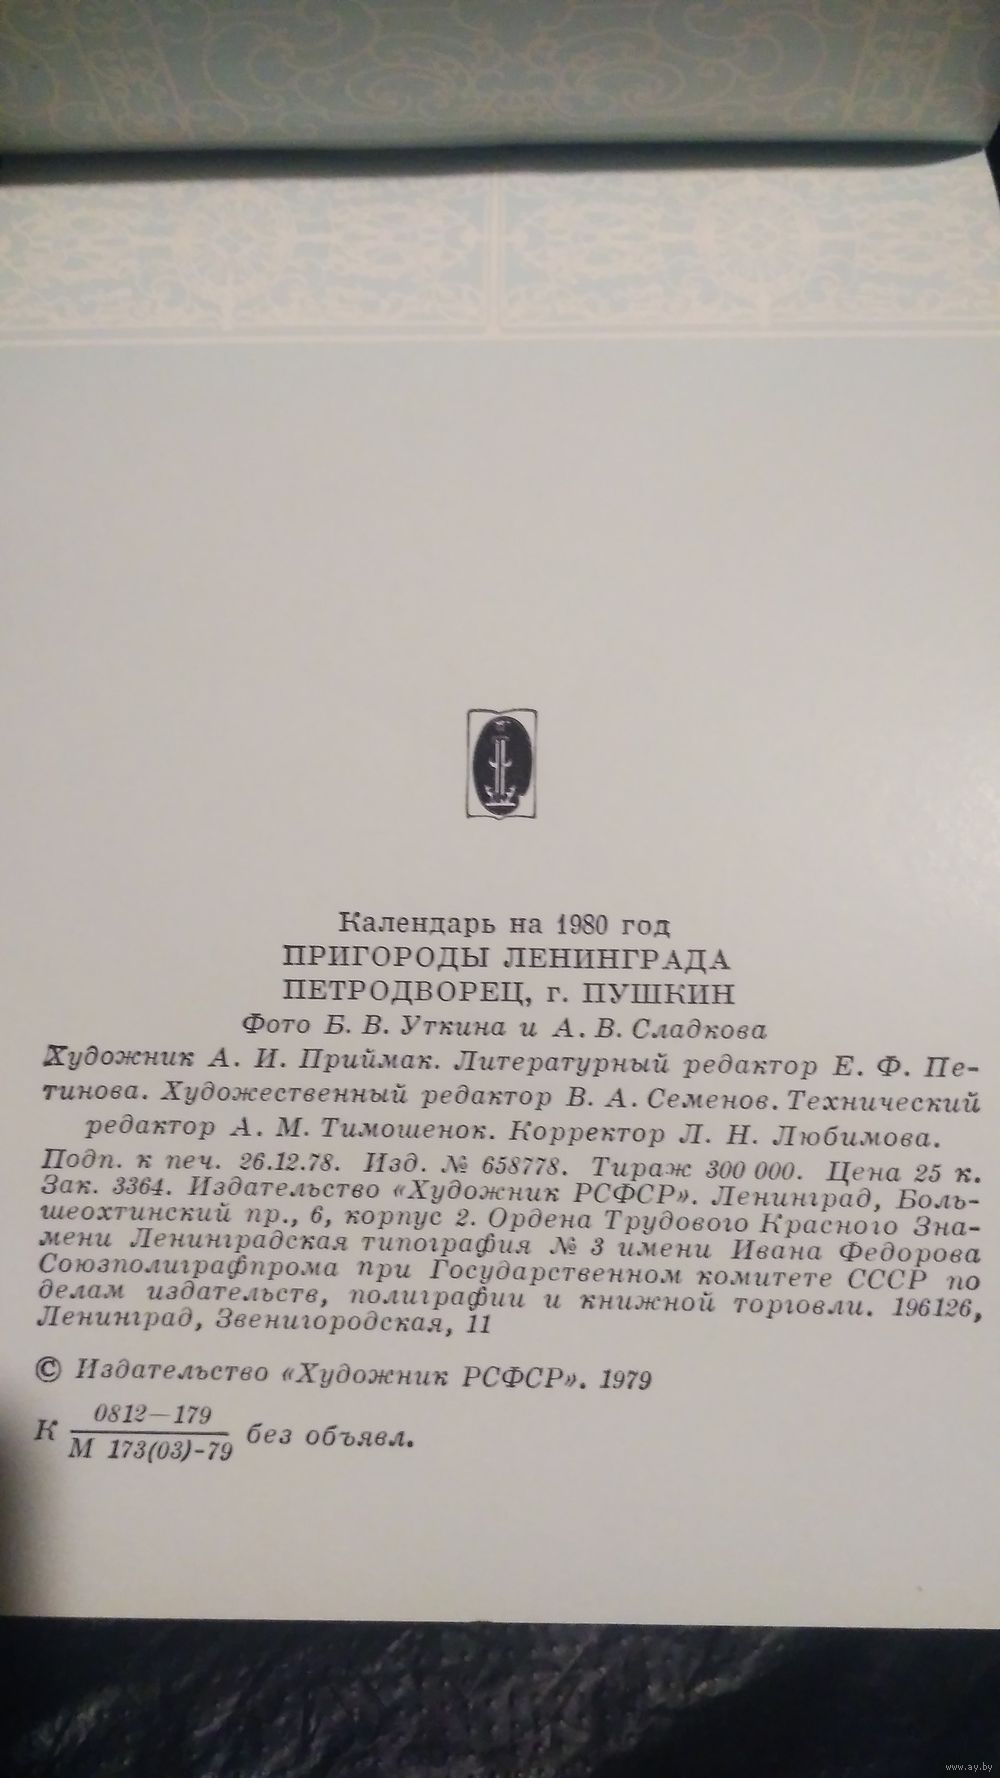 Календарь на 1980 год
ПРИГОРОДЫ ЛЕНИНГРАДА
ПЕТРОДВОРЕЦ, г. ПУШКИН
Фото Б. В. Уткина и А. В. Сладкова
Художник А. И. Приймак. Литературный редактор Е. Ф. Пе-
тинова. Художественный редактор В. А. Семенов. Технический
редактор А. М. Тимошенок. Корректор Л. Н. Любимова.
Подп. к печ. 26.12.78. Изд. № 658778. Тираж 300 000. Цена 25 к.
Зак. 3364. Издательство «Художник РСФСР». Ленинград, Боль-
шеохтинский пр., 6, корпус 2. Ордена Трудового Красного Зна-
мени Ленинградская типография № 3 имени Ивана Федорова
Союзполиграфпрома при Государственном комитете СССР по
делам издательств, полиграфии и книжной торговли. 196126,
Ленинград, Звенигородская, 11
© Издательство «Художник РСФСР». 1979
0812—179
К М 173(03)-79 без объявл.
www.ay.by